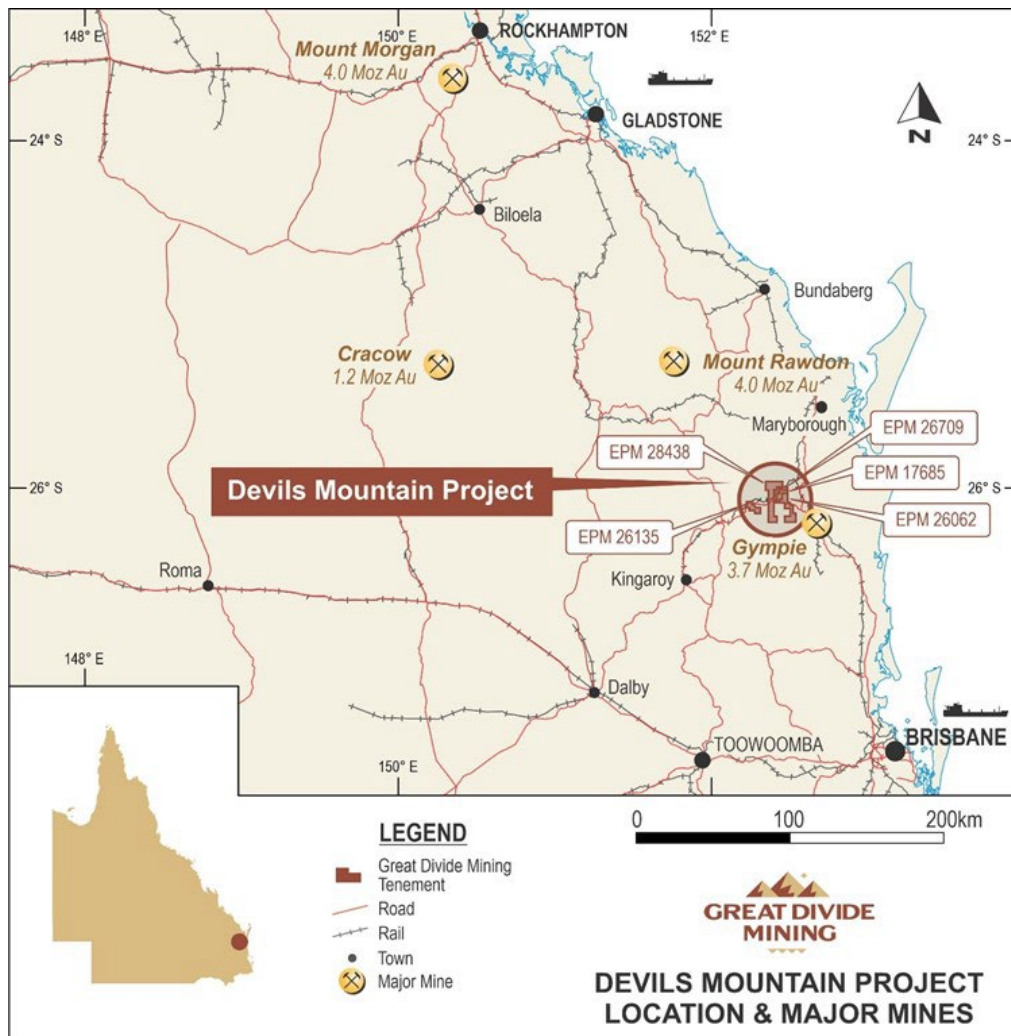 148° E
150° E
152° E
ROCKHAMPTON
Mount Morgan
4.0 Moz Au
GLADSTONE
N
24° S
24° S
Biloela
Bundaberg
Cracow
1.2 Moz Au
Mount Rawdon
4.0 Moz Au
Maryborough
EPM 26709
EPM 28438
EPM 17685
Devils Mountain Project
26° S
26° S
EPM 26062
EPM 26135
Gympie
3.7 Moz Au
Roma
Kingaroy
148° E
Dalby
TOOWOOMBA
BRISBANE
150° E
152° E
LEGEND
Great Divide Mining
Tenement
Road
Rail
Town
Major Mine
0 100 200km
GREAT DIVIDE
MINING
DEVILS MOUNTAIN PROJECT
LOCATION & MAJOR MINES